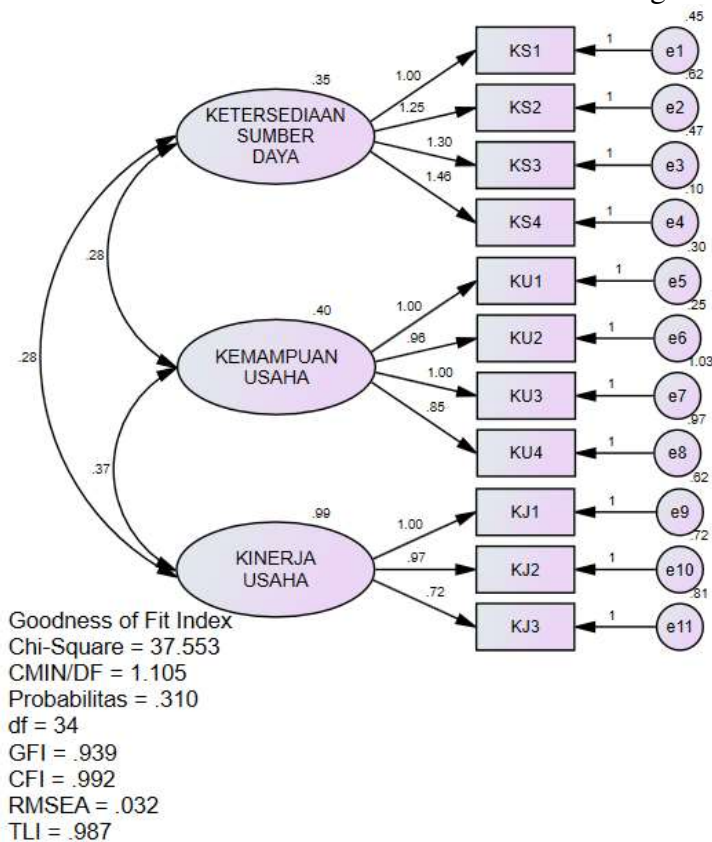 .45
.35 1.00 KS1 1 e1
.62
KETERSEDIAAN
SUMBER
DAYA
1.25 KS2 1 e2
.47
1.30 KS3 1 e3
.10
1.46 KS4 1 e4
.30
.28
.40 1.00 KU1 1 e5
.25
KEMAMPUAN
USAHA
.96 KU2 1 e6
1.03
.28
1.00 KU3 1 e7
.97
.85 KU4 1 e8
.62
.37
.99 1.00 KJ1 1 e9
.72
KINERJA
USAHA
.97 KJ2 1 e10
.81
.72 KJ3 1 e11
Goodness of Fit Index
Chi-Square = 37.553
CMIN/DF = 1.105
Probabilitas = .310
df = 34
GFI = .939
CFI = .992
RMSEA = .032
TLI = .987